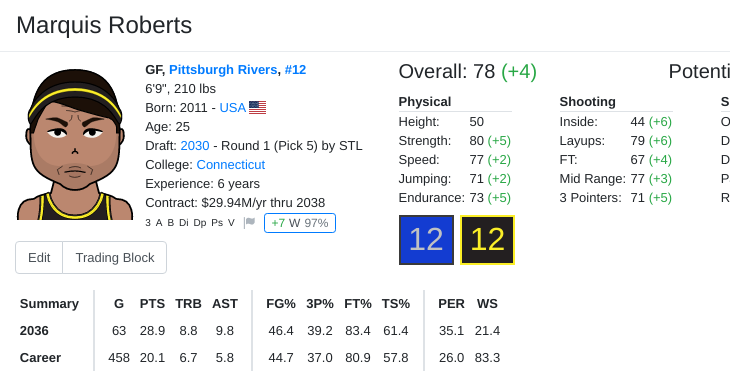 Marquis Roberts
GF, Pittsburgh Rivers, #12
6'9", 210 lbs
Born: 2011 - USA
Age: 25
Draft: 2030 - Round 1 (Pick 5) by STL
College: Connecticut
Experience: 6 years
Contract: $29.94M/yr thru 2038
3 A B Di Dp Ps V +7 W 97%
Edit Trading Block
Overall: 78 (+4)
Physical
Height: 50
Strength: 80 (+5)
Speed: 77 (+2)
Jumping: 71 (+2)
Endurance: 73 (+5)
12 12
Shooting
Inside: 44 (+6)
Layups: 79 (+6)
FT: 67 (+4)
Mid Range: 77 (+3)
3 Pointers: 71 (+5)
Potenti
S
O
D
D
P
R
Summary G PTS TRB AST FG% 3P% FT% TS% PER WS
2036 63 28.9 8.8 9.8 46.4 39.2 83.4 61.4 35.1 21.4
Career 458 20.1 6.7 5.8 44.7 37.0 80.9 57.8 26.0 83.3